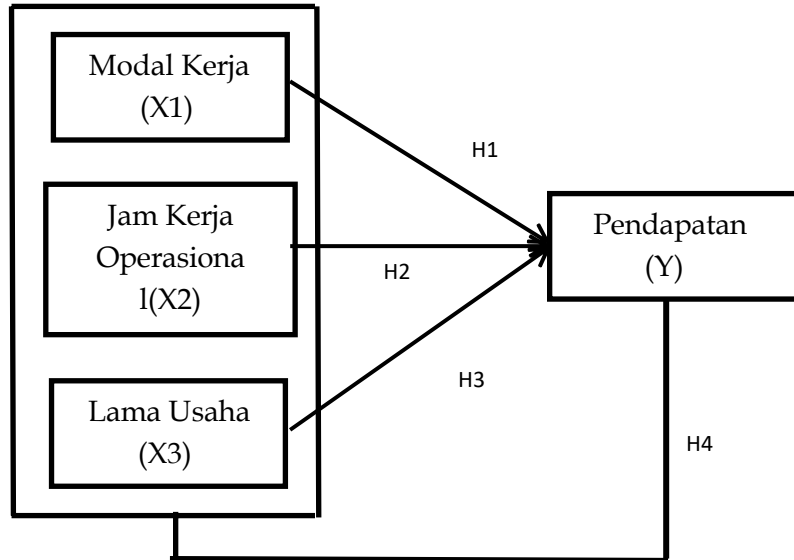 Modal Kerja
(X1)
H1
Jam Kerja
Operasiona
l(X2)
H2
Pendapatan
(Y)
H3
Lama Usaha
(X3)
H4